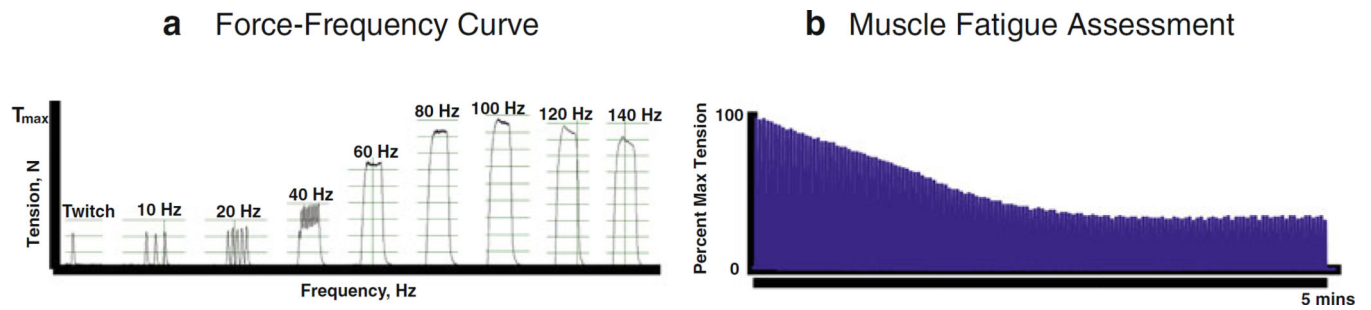 a Force-Frequency Curve
Tmax
Tension, N
Twitch
10 Hz
20 Hz
40 Hz
60 Hz
80 Hz
100 Hz
120 Hz
140 Hz
Frequency, Hz
b Muscle Fatigue Assessment
Percent Max Tension
100
0
5 mins